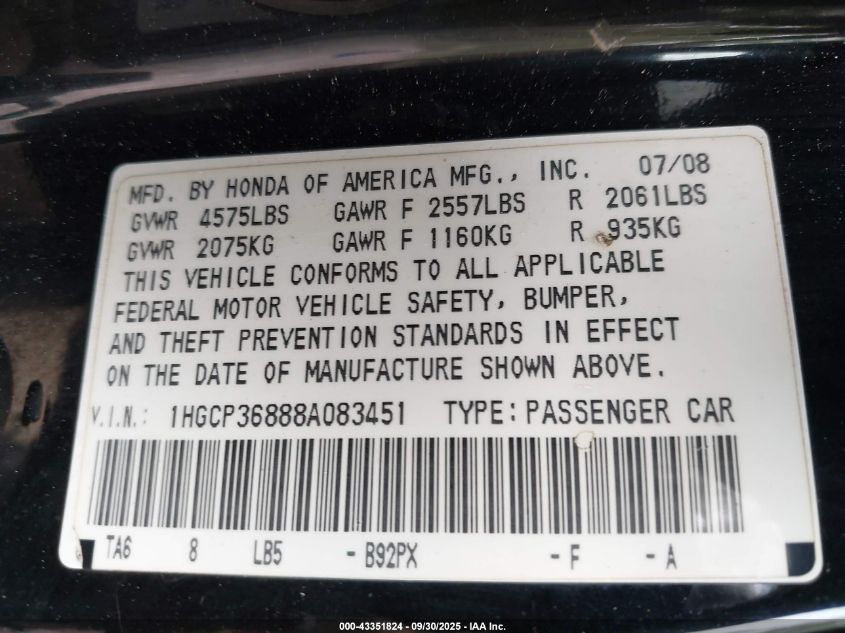 MFD. BY HONDA OF AMERICA MFG., INC. 07/08
GVWR 4575LBS GAWR F 2557LBS R 2061LBS
GVWR 2075KG GAWR F 1160KG R 935KG
THIS VEHICLE CONFORMS TO ALL APPLICABLE
FEDERAL MOTOR VEHICLE SAFETY, BUMPER,
AND THEFT PREVENTION STANDARDS IN EFFECT
ON THE DATE OF MANUFACTURE SHOWN ABOVE.
V.I.N.: 1HGCP36888A083451 TYPE: PASSENGER CAR
TA6 8 LB5 - B92PX - F - A
000-43351824 - 09/30/2025 - IAA Inc.